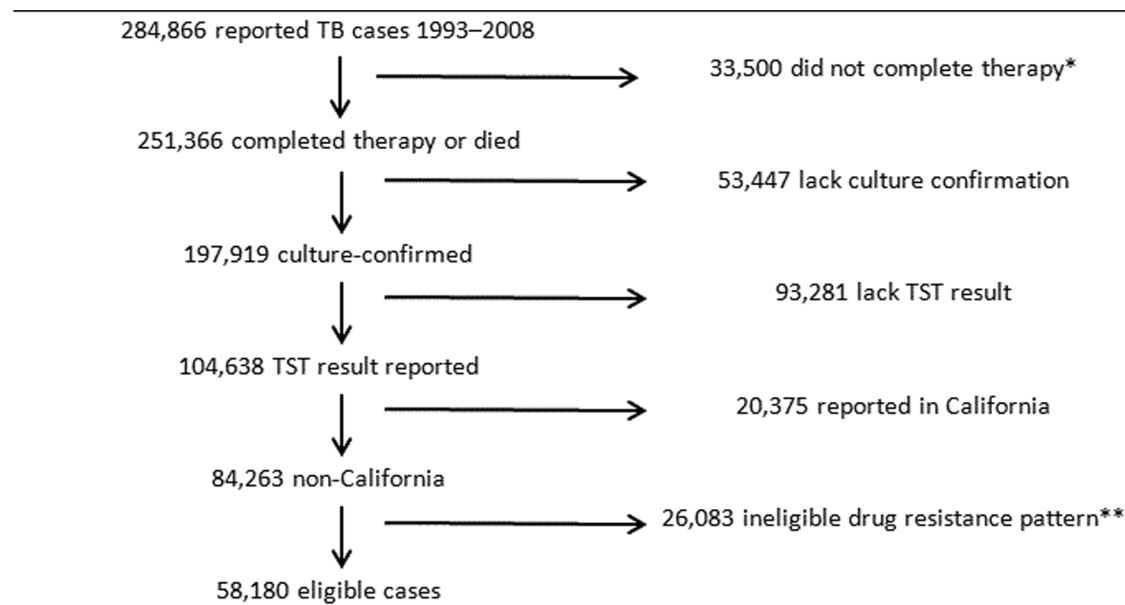 284,866 reported TB cases 1993–2008
33,500 did not complete therapy*
251,366 completed therapy or died
53,447 lack culture confirmation
197,919 culture-confirmed
93,281 lack TST result
104,638 TST result reported
20,375 reported in California
84,263 non-California
26,083 ineligible drug resistance pattern**
58,180 eligible cases